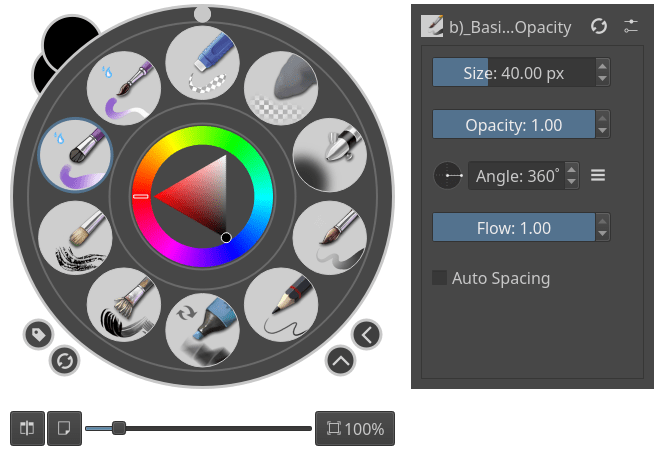 b)_Basi...Opacity
Size: 40.00 px
Opacity: 1.00
Angle: 360°
Flow: 1.00
Auto Spacing
100%